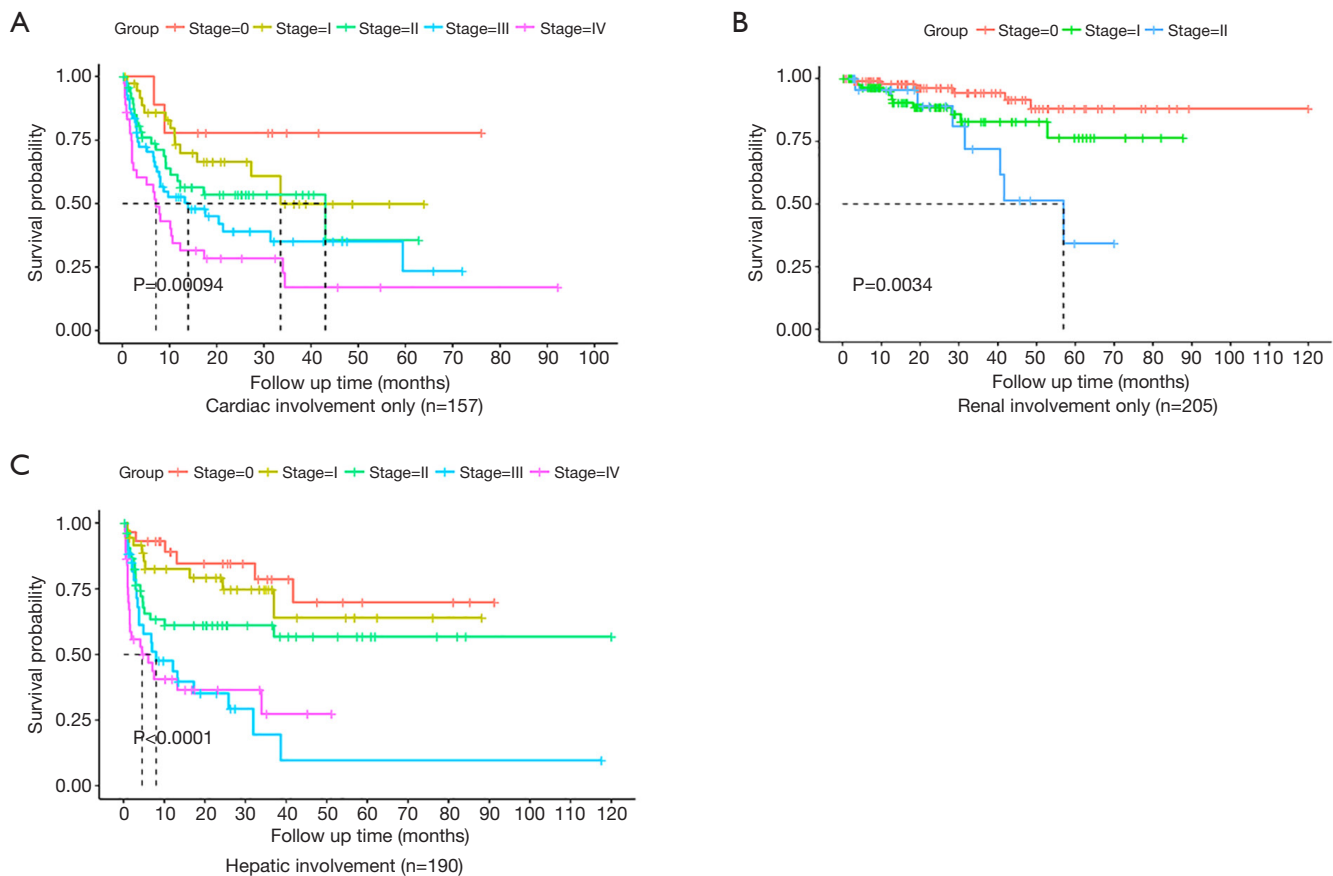 A
Group Stage=0 Stage=I Stage=II Stage=III Stage=IV
1.00
0.75
0.50
0.25
0.00
Survival probability
P=0.00094
0 10 20 30 40 50 60 70 80 90 100
Follow up time (months)
Cardiac involvement only (n=157)
B
Group Stage=0 Stage=I Stage=II
1.00
0.75
0.50
0.25
0.00
Survival probability
P=0.0034
0 10 20 30 40 50 60 70 80 90 100 110 120
Follow up time (months)
Renal involvement only (n=205)
C
Group Stage=0 Stage=I Stage=II Stage=III Stage=IV
1.00
0.75
0.50
0.25
0.00
Survival probability
P<0.0001
0 10 20 30 40 50 60 70 80 90 100 110 120
Follow up time (months)
Hepatic involvement (n=190)